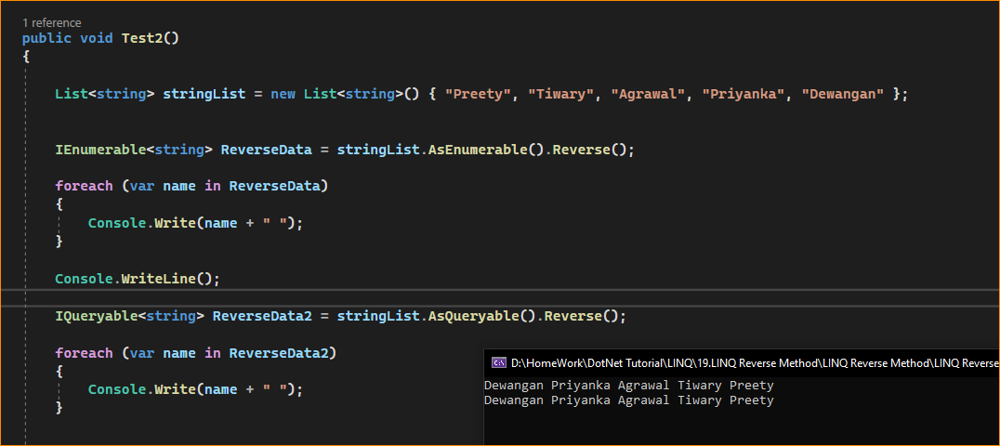 1 reference
public void Test2()
{
List<string> stringList = new List<string>() { "Preety", "Tiwary", "Agrawal", "Priyanka", "Dewangan" };
IEnumerable<string> ReverseData = stringList.AsEnumerable().Reverse();
foreach (var name in ReverseData)
{
Console.Write(name + " ");
}
Console.WriteLine();
IQueryable<string> ReverseData2 = stringList.AsQueryable().Reverse();
foreach (var name in ReverseData2)
{
Console.Write(name + " ");
}
D:\HomeWork\DotNet Tutorial\LINQ\19.LINQ Reverse Method\LINQ Reverse Method\LINQ Reverse
Dewangan Priyanka Agrawal Tiwary Preety
Dewangan Priyanka Agrawal Tiwary Preety